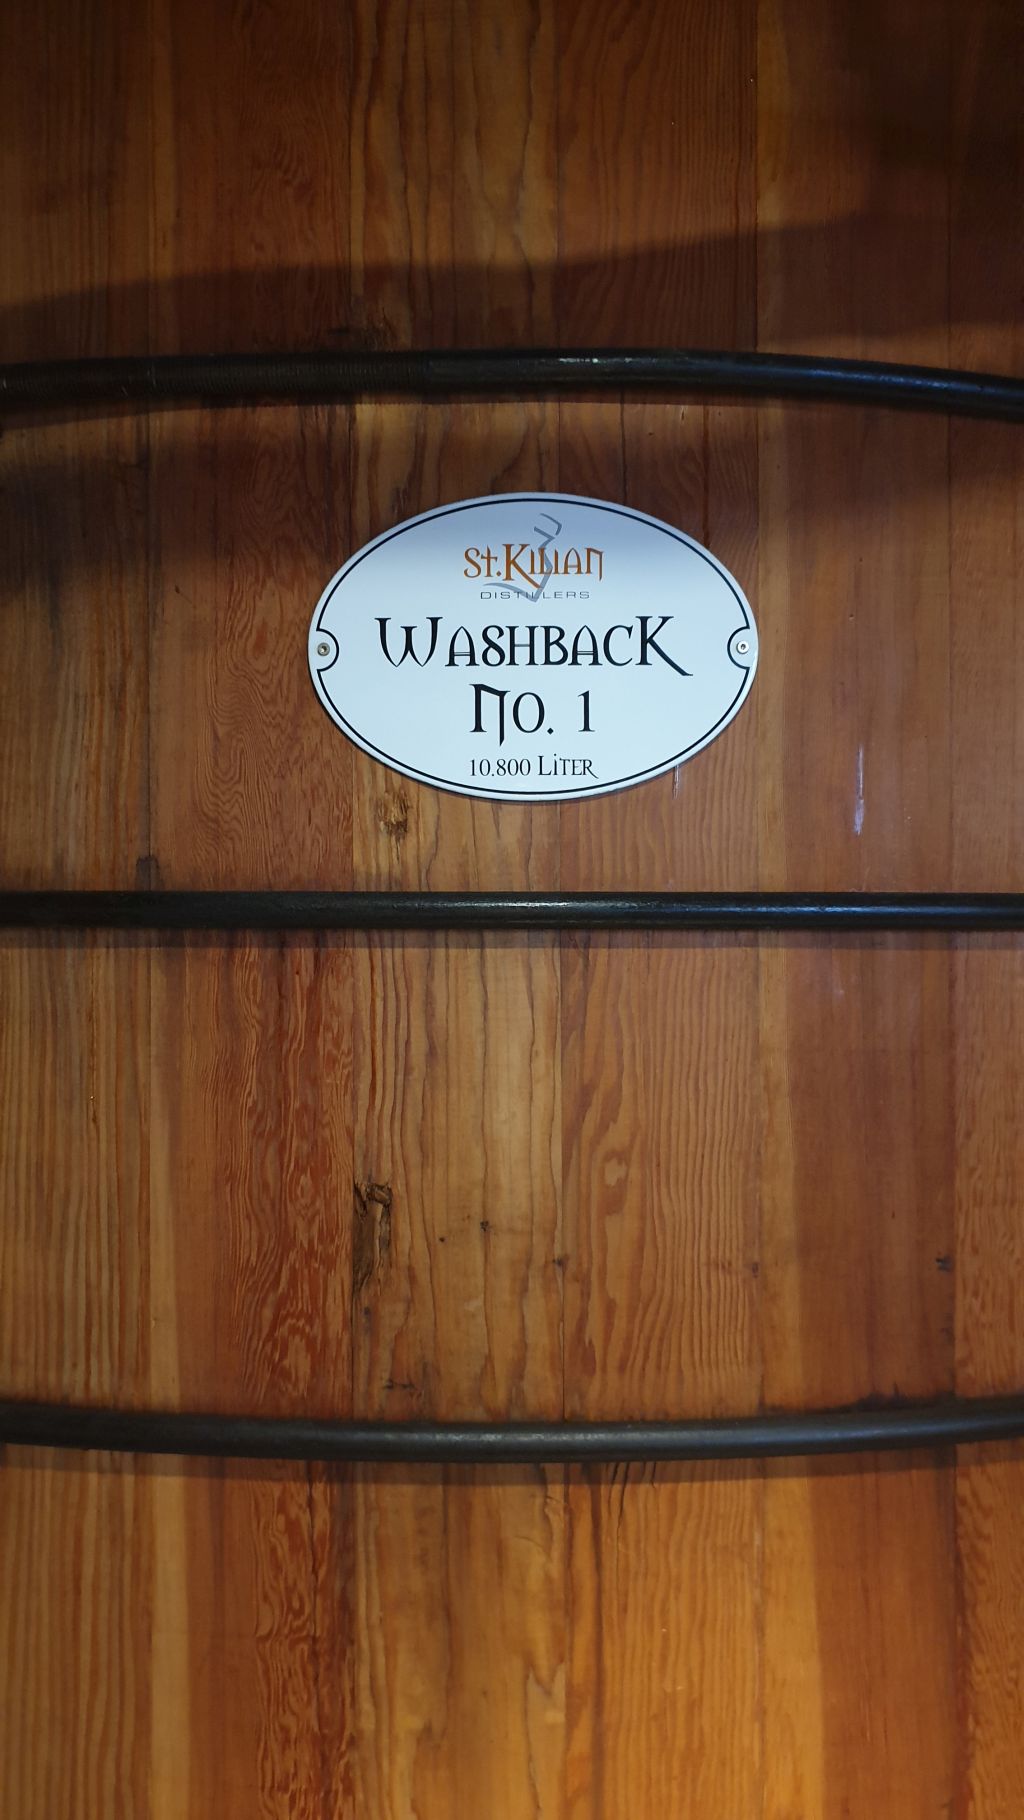 St. Kilian
DISTILLERS
WASHBACK
No. 1
10.800 LiTER